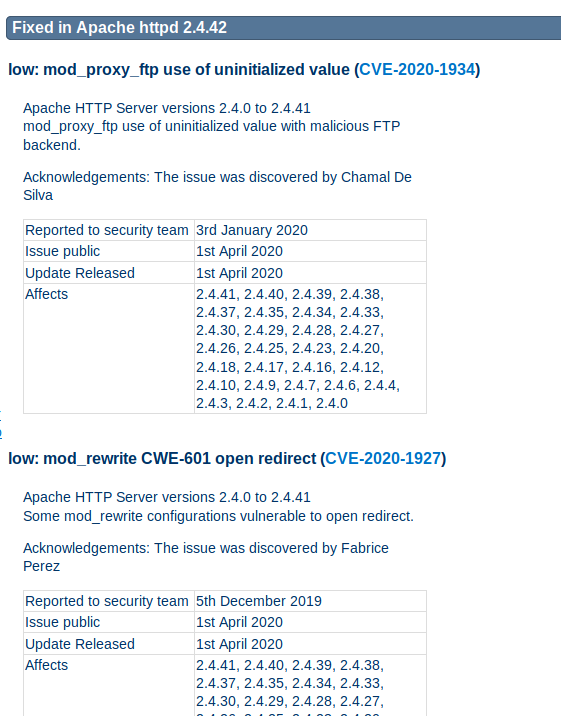 Fixed in Apache httpd 2.4.42
low: mod_proxy_ftp use of uninitialized value (CVE-2020-1934)
Apache HTTP Server versions 2.4.0 to 2.4.41
mod_proxy_ftp use of uninitialized value with malicious FTP
backend.
Acknowledgements: The issue was discovered by Chamal De
Silva
Reported to security team 3rd January 2020
Issue public 1st April 2020
Update Released 1st April 2020
Affects 2.4.41, 2.4.40, 2.4.39, 2.4.38,
2.4.37, 2.4.35, 2.4.34, 2.4.33,
2.4.30, 2.4.29, 2.4.28, 2.4.27,
2.4.26, 2.4.25, 2.4.23, 2.4.20,
2.4.18, 2.4.17, 2.4.16, 2.4.12,
2.4.10, 2.4.9, 2.4.7, 2.4.6, 2.4.4,
2.4.3, 2.4.2, 2.4.1, 2.4.0
low: mod_rewrite CWE-601 open redirect (CVE-2020-1927)
Apache HTTP Server versions 2.4.0 to 2.4.41
Some mod_rewrite configurations vulnerable to open redirect.
Acknowledgements: The issue was discovered by Fabrice
Perez
Reported to security team 5th December 2019
Issue public 1st April 2020
Update Released 1st April 2020
Affects 2.4.41, 2.4.40, 2.4.39, 2.4.38,
2.4.37, 2.4.35, 2.4.34, 2.4.33,
2.4.30, 2.4.29, 2.4.28, 2.4.27,